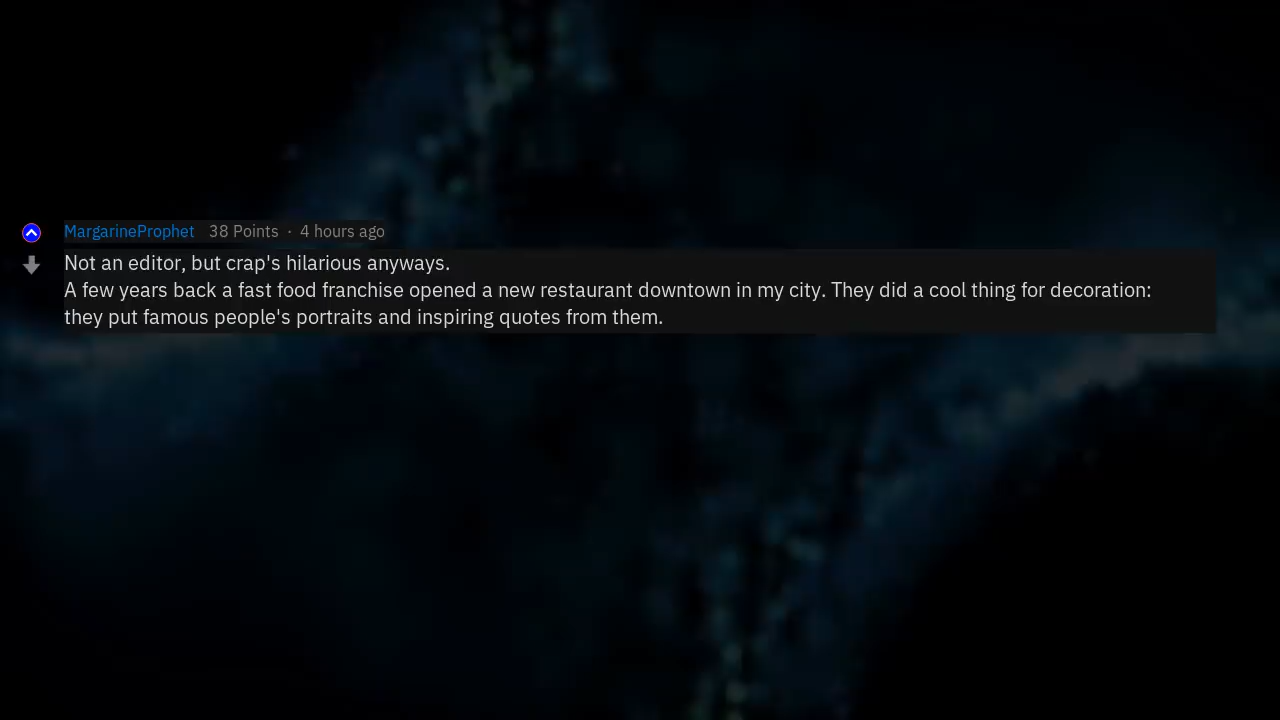 MargarineProphet 38 Points · 4 hours ago
Not an editor, but crap's hilarious anyways.
A few years back a fast food franchise opened a new restaurant downtown in my city. They did a cool thing for decoration:
they put famous people's portraits and inspiring quotes from them.